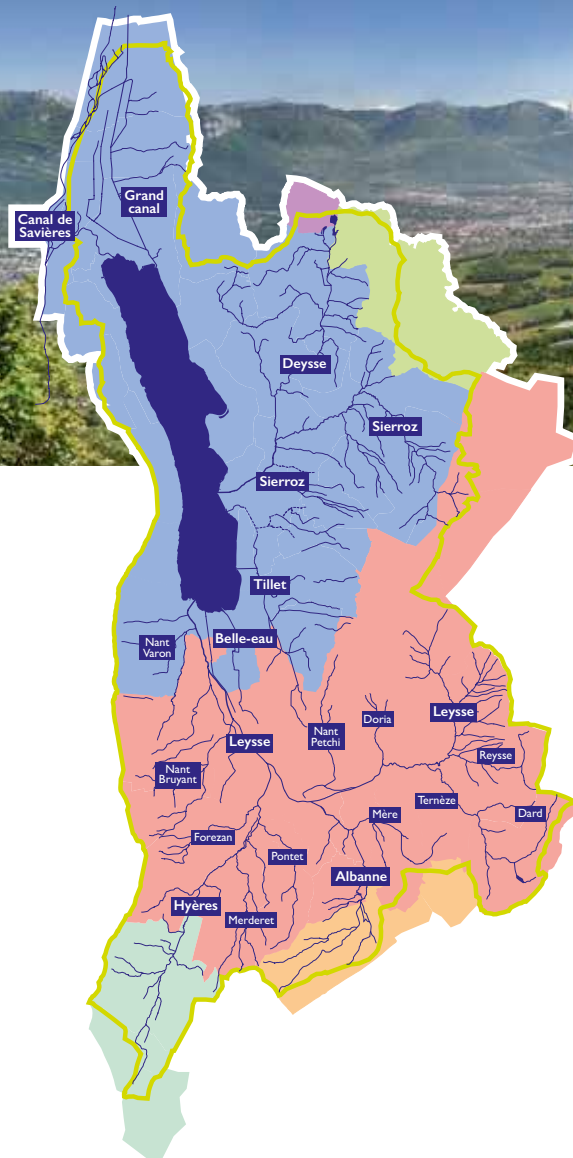 Grand
canal
Canal de
Savières
Deysse
Sierroz
Sierroz
Tillet
Belle-eau
Nant
Varon
Doria
Leysse
Nant
Petchi
Leysse
Reysse
Nant
Bruyant
Ternèze
Mère
Dard
Forezan
Pontet
Albanne
Hyères
Merderet